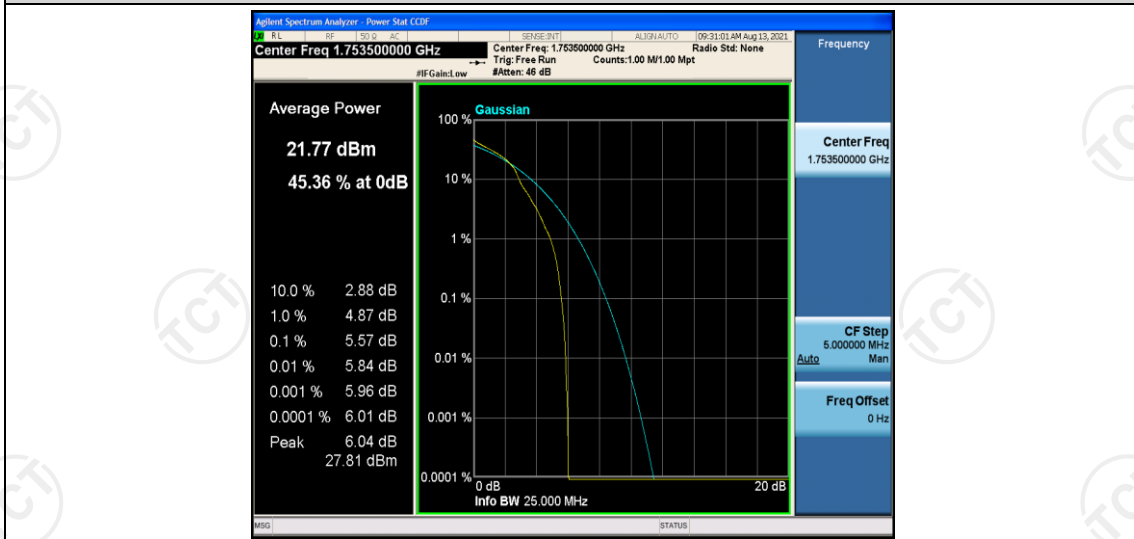 Agilent Spectrum Analyzer - Power Stat CCDF
RL RF 50 Ω AC SENSE:INT ALIGN AUTO 09:31:01 AM Aug 13, 2021
Center Freq 1.753500000 GHz
Center Freq: 1.753500000 GHz Radio Std: None
Trig: Free Run Counts:1.00 M/1.00 Mpt
#IFGain:Low #Atten: 46 dB
Frequency
Average Power
21.77 dBm
45.36 % at 0dB
10.0 % 2.88 dB
1.0 % 4.87 dB
0.1 % 5.57 dB
0.01 % 5.84 dB
0.001 % 5.96 dB
0.0001 % 6.01 dB
Peak 6.04 dB
27.81 dBm
Gaussian
100 %
10 %
1 %
0.1 %
0.01 %
0.001 %
0.0001 %
0 dB 20 dB
Info BW 25.000 MHz
Center Freq
1.753500000 GHz
CF Step
5.000000 MHz
Auto Man
Freq Offset
0 Hz
MSG STATUS
TCT
TCT
TCT
TCT
TCT
TCT